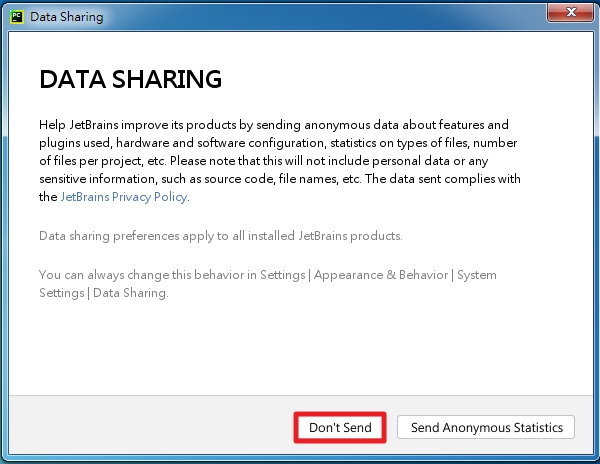 Data Sharing
DATA SHARING
Help JetBrains improve its products by sending anonymous data about features and
plugins used, hardware and software configuration, statistics on types of files, number
of files per project, etc. Please note that this will not include personal data or any
sensitive information, such as source code, file names, etc. The data sent complies with
the JetBrains Privacy Policy.
Data sharing preferences apply to all installed JetBrains products.
You can always change this behavior in Settings | Appearance & Behavior | System
Settings | Data Sharing.
Don't Send
Send Anonymous Statistics